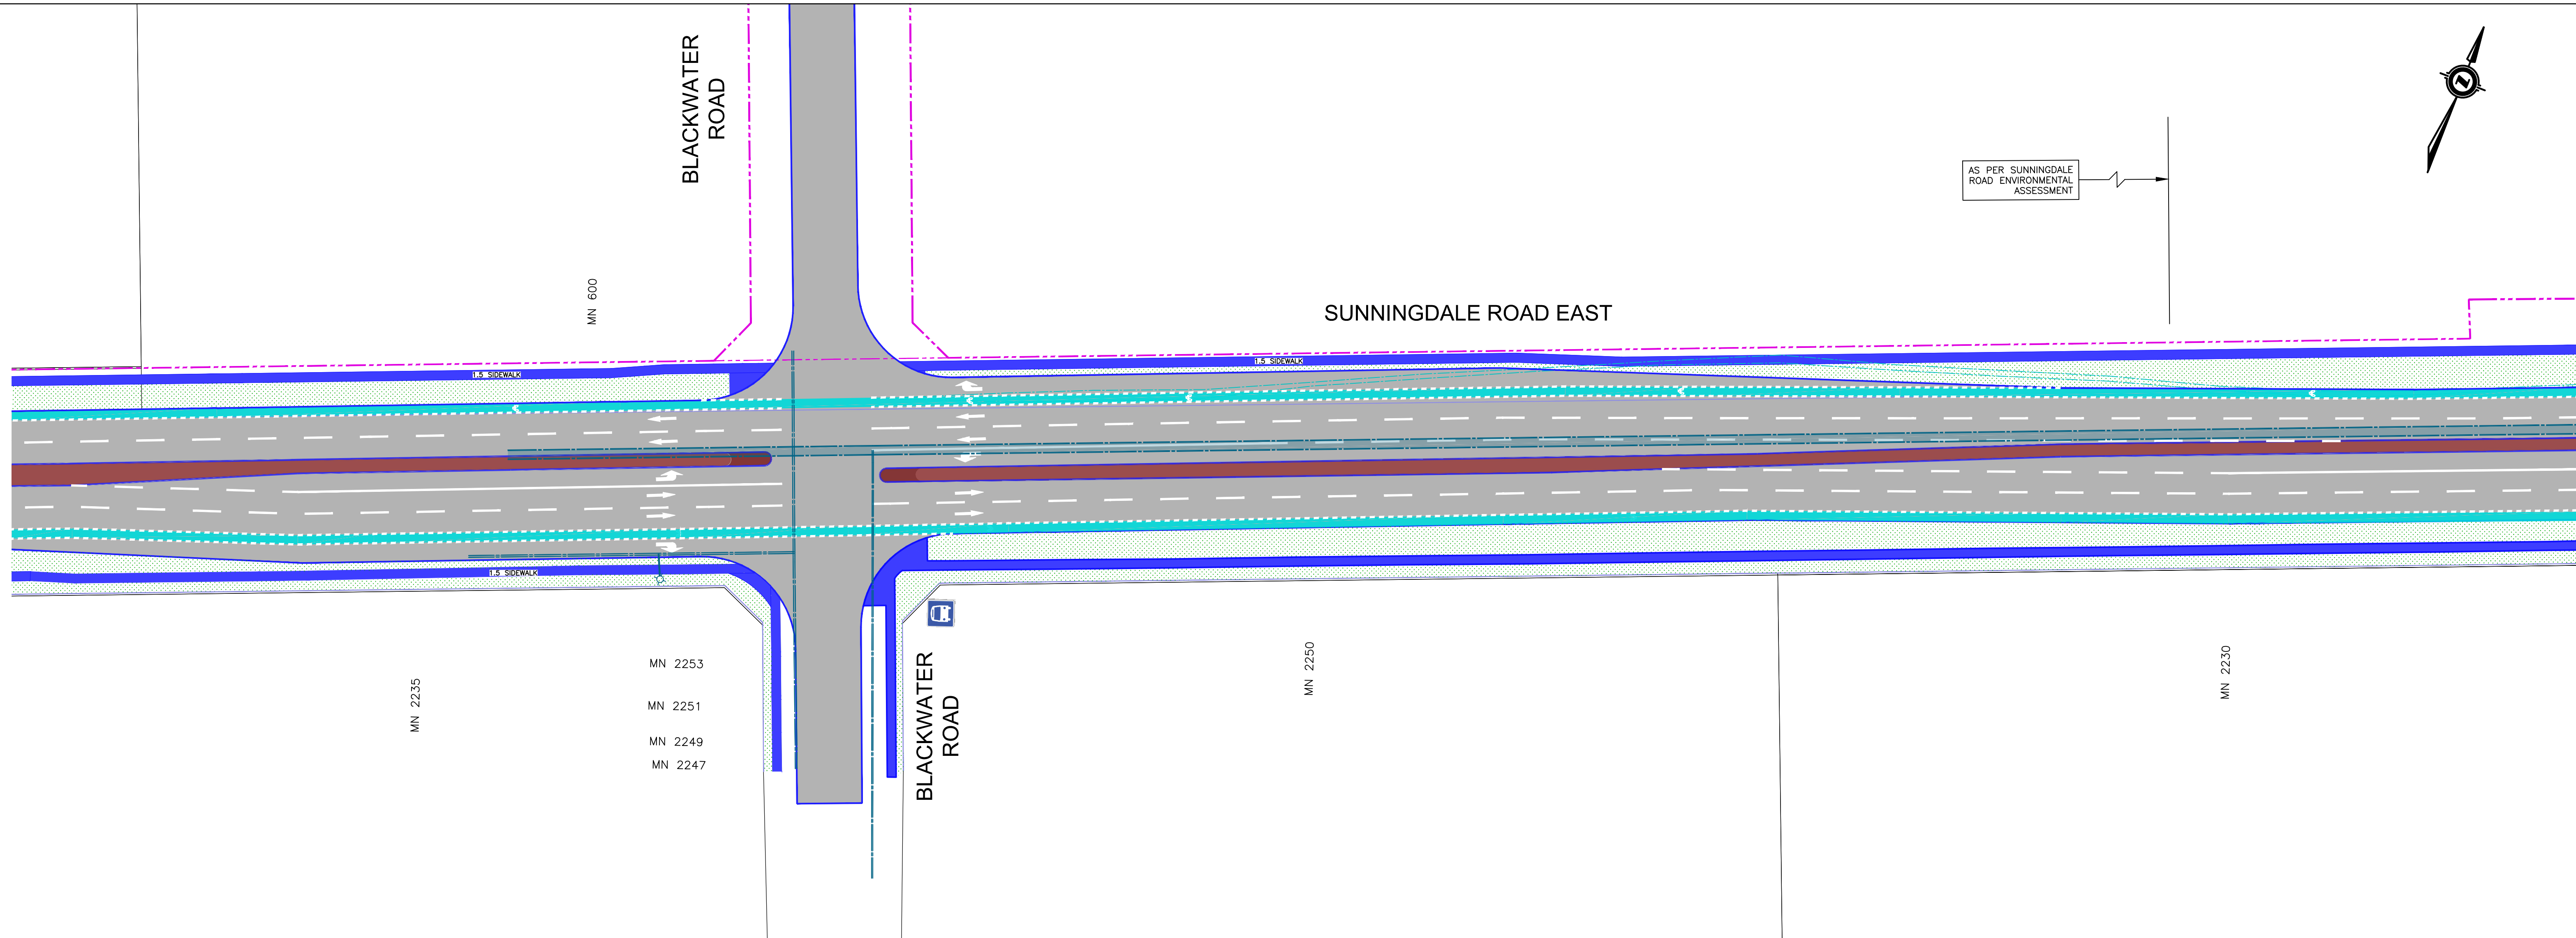 BLACKWATER
ROAD
AS PER SUNNINGDALE
ROAD ENVIRONMENTAL
ASSESSMENT
N
MN 600
SUNNINGDALE ROAD EAST
1.5 SIDEWALK
1.5 SIDEWALK
1.5 SIDEWALK
MN 2235
MN 2253
MN 2251
MN 2249
MN 2247
BLACKWATER
ROAD
MN 2250
MN 2230